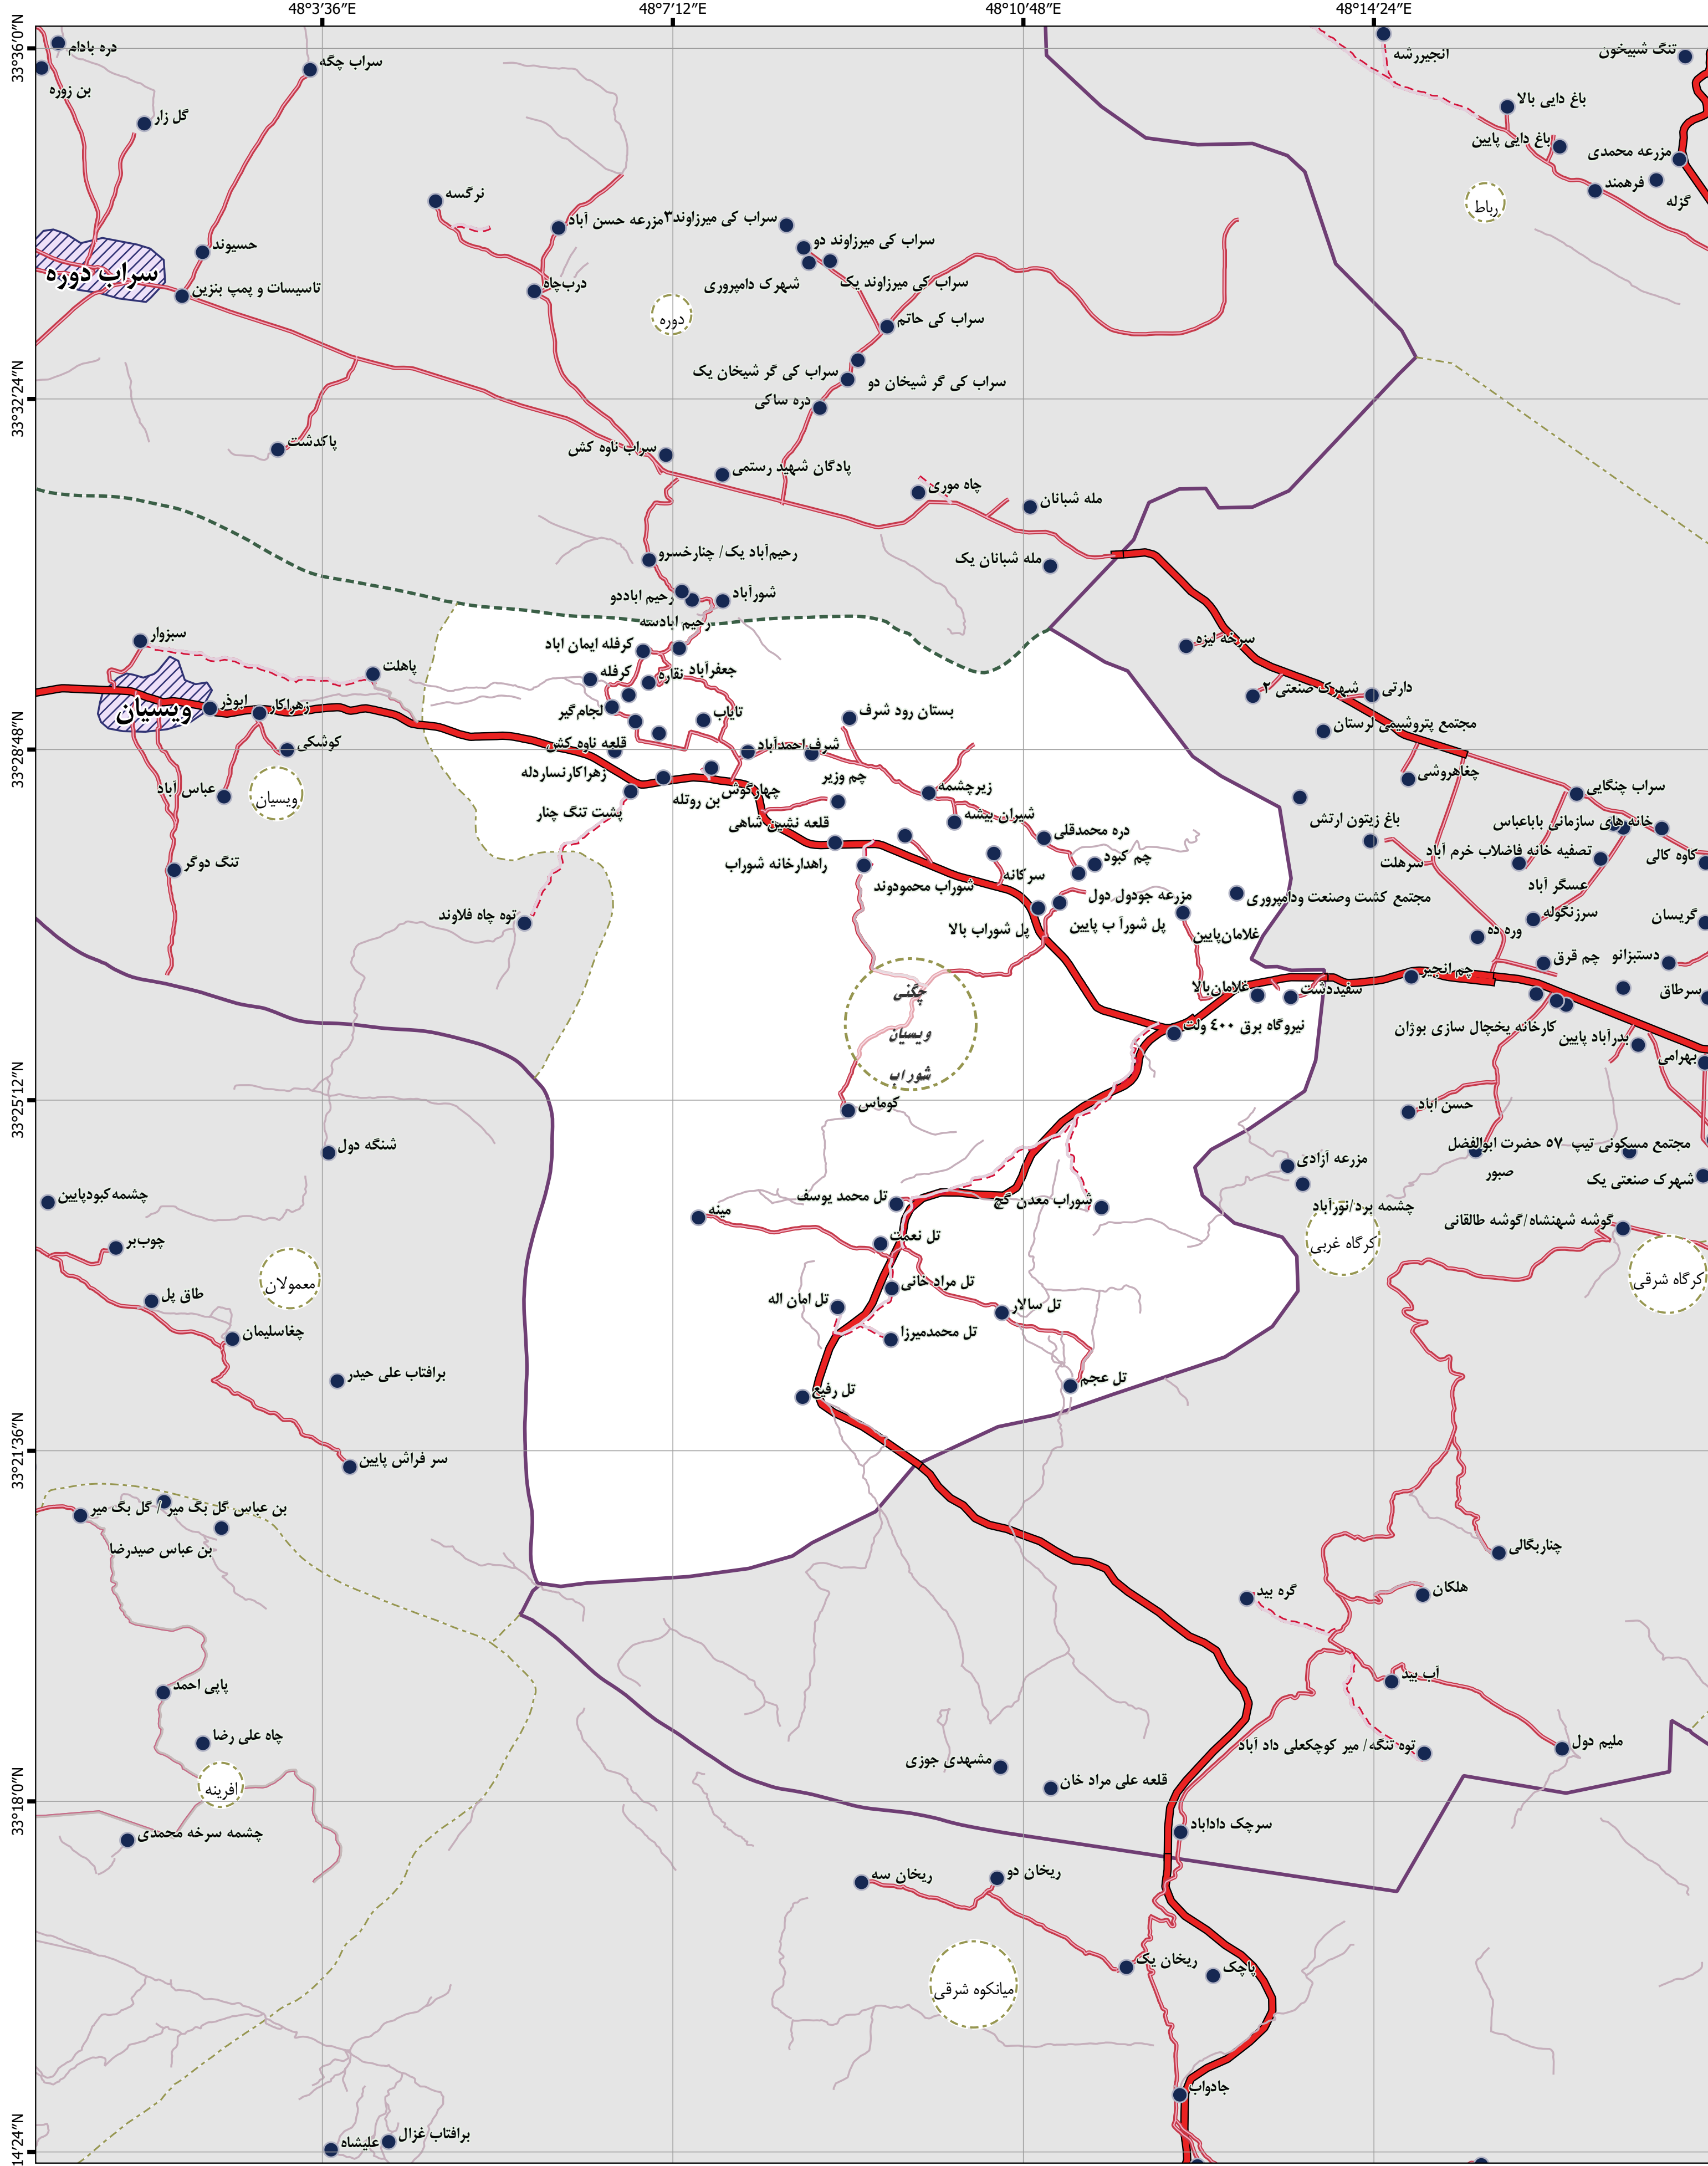 48°3'36"E
48°7'12"E
48°10'48"E
48°14'24"E
33°36'0"N
33°32'24"N
33°28'48"N
33°25'12"N
33°21'36"N
33°18'0"N
14'24"N
دره بادام
بن زوره
سراب چگه
گل زار
انجیررشه
تنگ شبیخون
باغ دایی بالا
باغ دایی پایین
مزرعه محمدی
فرهمند
گزله
رباط
نرگسه
مزرعه حسن آباد
سراب کی میرزاوند۳
سراب کی میرزاوند دو
شهرک دامپروری
سراب کی میرزاوند یک
حسیوند
سراب دوره
تاسیسات و پمپ بنزین
درب‌چاه
دوره
سراب کی حاتم
سراب کی گر شیخان یک
سراب کی گر شیخان دو
دره ساکی
پاکدشت
سراب ناوه کش
پادگان شهید رستمی
چاه موری
مله شبانان
مله شبانان یک
رحیم‌آباد یک/ چنارخسرو
رحیم اباددو
شورآباد
رحیم ابادسه
سبزوار
کرفله ایمان اباد
سرخه لیزه
پاهلت
کرفله
نقاره
جعفرآباد
شهرک صنعتی ۲
دارتی
ویسیان
ابوذر
زهراکار
لجام‌گیر
تایاب
بستان رود شرف
مجتمع پتروشیمی لرستان
کوشکی
قلعه ناوه کش
شرف احمدآباد
عباس آباد
ویسیان
زهراکارنساردله
چم وزیر
چغاهروشی
پشت تنگ چنار
بن روتله
چهارگوش
زیرچشمه
سراب چنگایی
قلعه نشین شاهی
شیران بیشه
باغ زیتون ارتش
خانه های سازمانی باباعباس
تنگ دوگر
راهدارخانه شوراب
دره محمدقلی
چم کبود
سرهلت
تصفیه خانه فاضلاب خرم آباد
کاوه کالی
شوراب محمودوند
سرکانه
عسگر آباد
مزرعه جودول دول
مجتمع کشت وصنعت ودامپروری
توه چاه فلاوند
پل شوراب بالا
پل شورآ ب پایین
غلامان‌پایین
وره ده
سرزنگوله
گریسان
چم قرق
دستبزانو
چم انجیر
چگنی
ویسیان
شوراب
غلامان‌بالا
سفیددشت
سرطاق
نیروگاه برق ٤٠٠ ولت
کارخانه یخچال سازی بوژان
بدرآباد پایین
بهرامی
کوماس
حسن آباد
شنگه دول
مزرعه آزادی
مجتمع مسکونی تیپ ۵۷ حضرت ابوالفضل
صبور
شهرک صنعتی یک
چشمه‌کبودپایین
مینه
تل محمد یوسف
شوراب معدن گچ
چشمه برد/نورآباد
گوشه شهنشاه/گوشه طالقانی
چوب‌بر
تل نعمت
کرگاه غربی
کرگاه شرقی
معمولان
طاق پل
تل مراد خانی
تل امان اله
تل سالار
چغاسلیمان
تل محمدمیرزا
برافتاب علی حیدر
تل رفیع
تل عجم
سر فراش پایین
بن عباس گل بگ میر / گل بگ میر
بن عباس صیدرضا
چناربگالی
گره بید
هلکان
پاپی احمد
آب بید
چاه علی رضا
مشهدی جوزی
توه تنگه/ میر کوچکعلی داد آباد
ملیم دول
افرینه
قلعه علی مراد خان
چشمه سرخه محمدی
سرچک داداباد
ریخان سه
ریخان دو
ریخان یک
پاچک
میانکوه شرقی
جادواب
علیشاه
برافتاب غزال